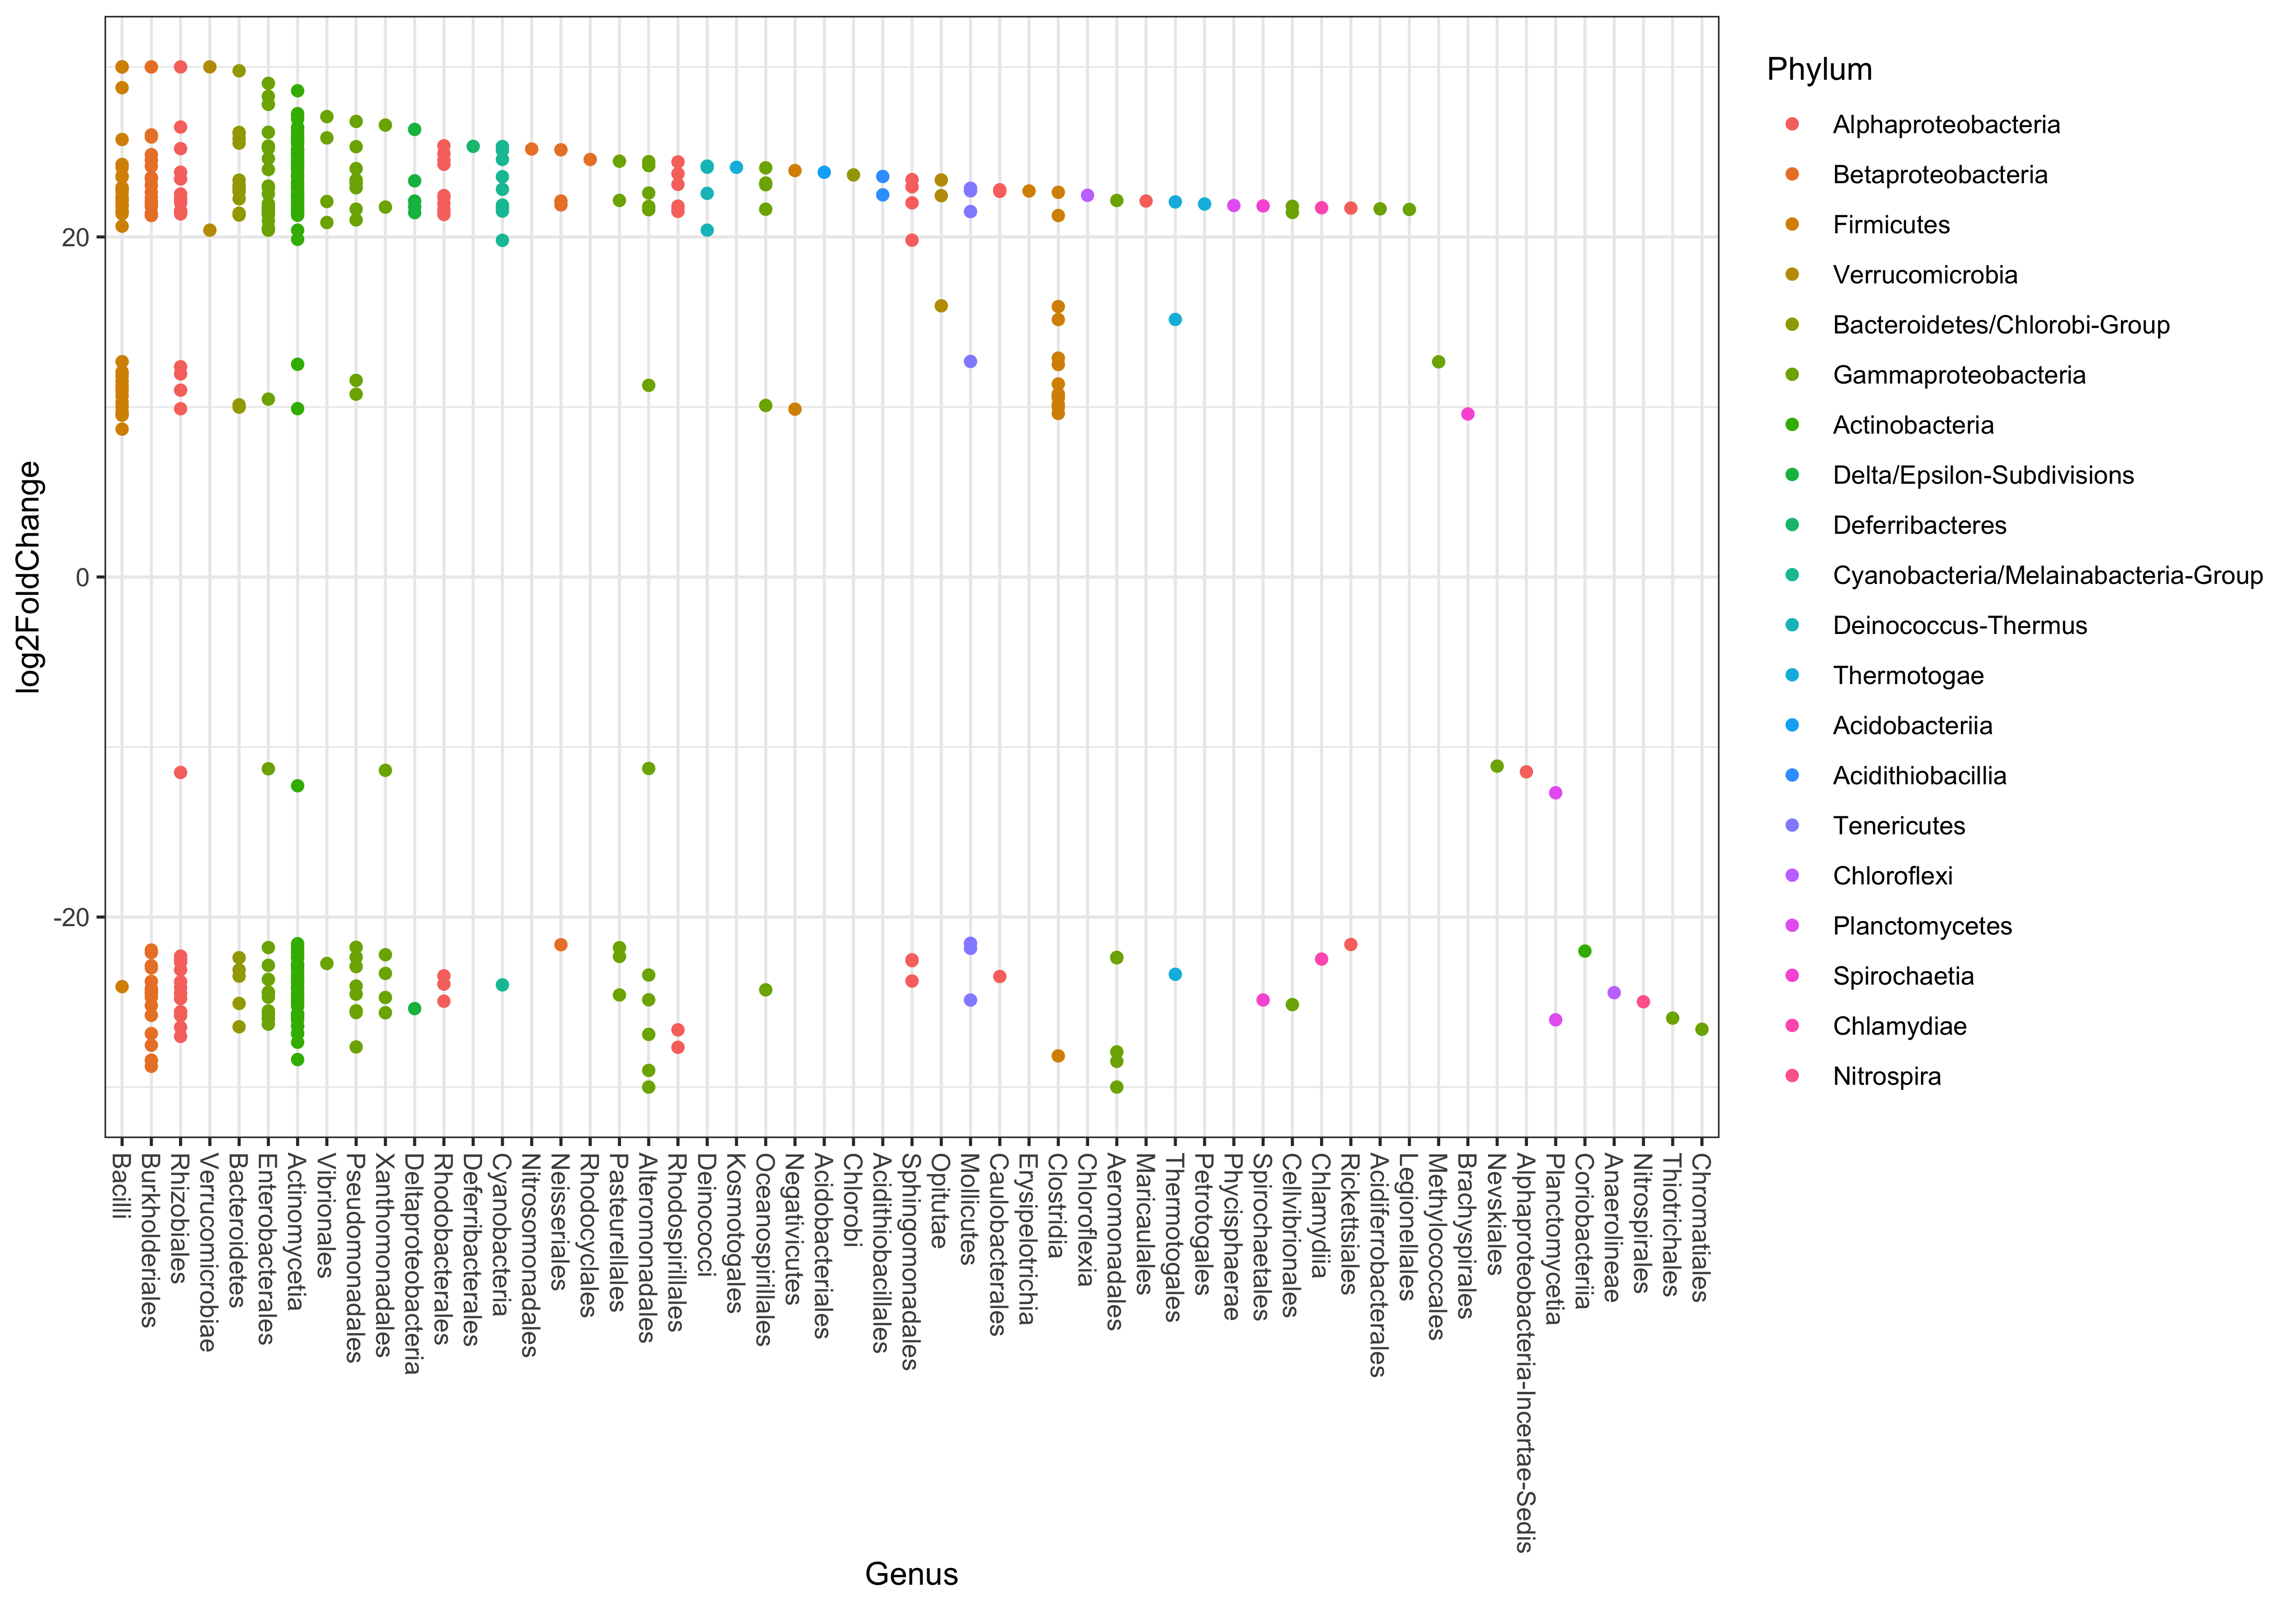 log2FoldChange
20
0
-20
Bacilli
Burkholderiales
Rhizobiales
Verrucomicrobiae
Bacteroidetes
Enterobacterales
Actinomycetia
Vibrionales
Pseudomonadales
Xanthomonadales
Deltaproteobacteria
Rhodobacterales
Deferribacterales
Cyanobacteria
Nitrosomonadales
Neisseriales
Rhodocyclales
Pasteurellales
Alteromonadales
Rhodospirillales
Deinococci
Kosmotogales
Oceanospirillales
Negativicutes
Acidobacteriales
Chlorobi
Acidithiobacillales
Sphingomonadales
Opitutae
Mollicutes
Caulobacterales
Erysipelotrichia
Clostridia
Chloroflexia
Aeromonadales
Maricaulales
Thermotogales
Petrotogales
Phycisphaerae
Spirochaetales
Cellvibrionales
Chlamydiia
Rickettsiales
Acidiferrobacterales
Legionellales
Methylococcales
Brachyspirales
Nevskiales
Alphaproteobacteria-Incertae-Sedis
Planctomycetia
Coriobacteriia
Anaerolineae
Nitrospirales
Thiotrichales
Chromatiales
Genus
Phylum
Alphaproteobacteria
Betaproteobacteria
Firmicutes
Verrucomicrobia
Bacteroidetes/Chlorobi-Group
Gammaproteobacteria
Actinobacteria
Delta/Epsilon-Subdivisions
Deferribacteres
Cyanobacteria/Melainabacteria-Group
Deinococcus-Thermus
Thermotogae
Acidobacteriia
Acidithiobacillia
Tenericutes
Chloroflexi
Planctomycetes
Spirochaetia
Chlamydiae
Nitrospira